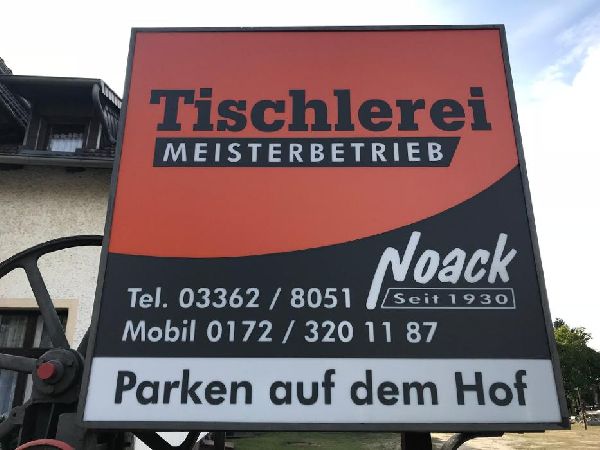 Tischlerei
MEISTERBETRIEB
Noack
Seit 1930
Tel. 03362 / 8051
Mobil 0172 / 320 11 87
Parken auf dem Hof